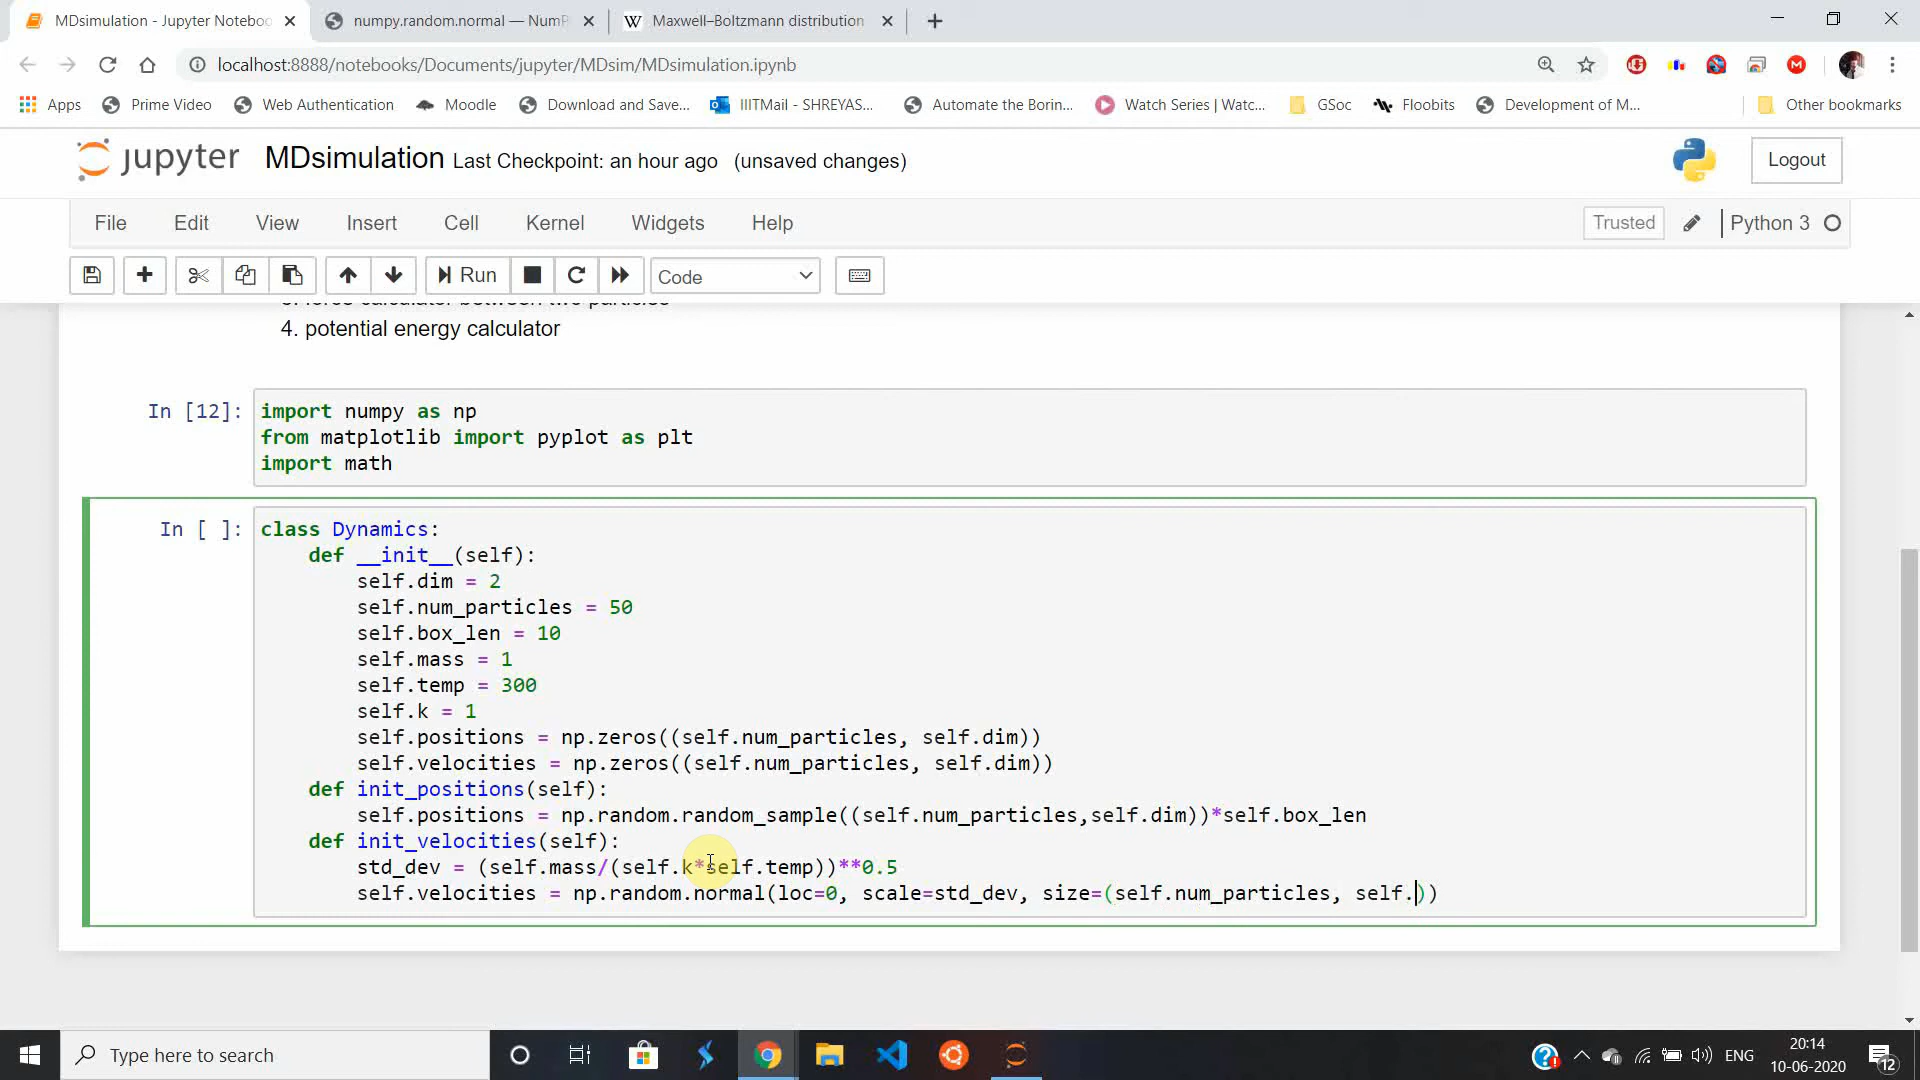 MDsimulation - Jupyter Notebo
numpy.random.normal — NumP
W Maxwell–Boltzmann distribution
localhost:8888/notebooks/Documents/jupyter/MDsim/MDsimulation.ipynb
Apps Prime Video Web Authentication Moodle Download and Save... IIITMail - SHREYAS... Automate the Borin... Watch Series | Watc... GSoc Floobits Development of M... Other bookmarks
jupyter MDsimulation Last Checkpoint: an hour ago (unsaved changes) Logout
File Edit View Insert Cell Kernel Widgets Help Trusted Python 3
Run Code
3. force calculator between two particles
4. potential energy calculator
In [12]: import numpy as np
from matplotlib import pyplot as plt
import math
In [ ]: class Dynamics:
    def __init__(self):
        self.dim = 2
        self.num_particles = 50
        self.box_len = 10
        self.mass = 1
        self.temp = 300
        self.k = 1
        self.positions = np.zeros((self.num_particles, self.dim))
        self.velocities = np.zeros((self.num_particles, self.dim))
    def init_positions(self):
        self.positions = np.random.random_sample((self.num_particles,self.dim))*self.box_len
    def init_velocities(self):
        std_dev = (self.mass/(self.k*self.temp))**0.5
        self.velocities = np.random.normal(loc=0, scale=std_dev, size=(self.num_particles, self.))
Type here to search
ENG
20:14
10-06-2020
12